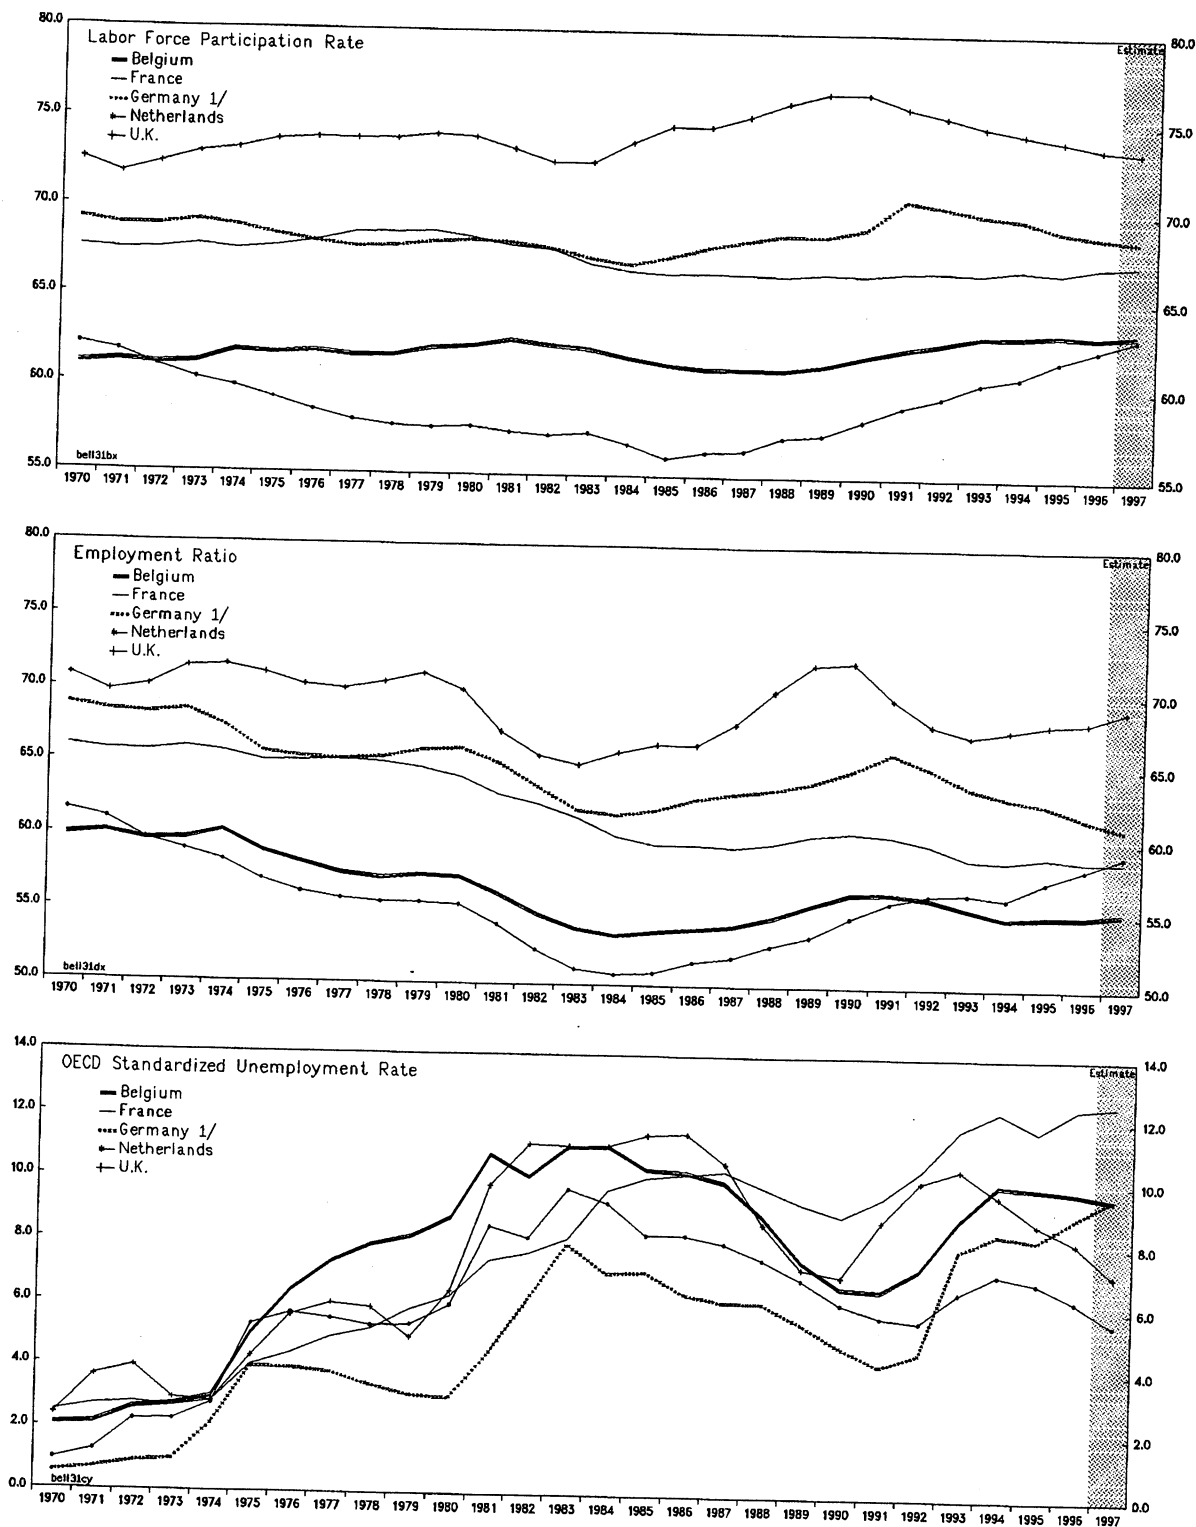 80.0
80.0
Labor Force Participation Rate
Estimate
Belgium
France
Germany 1/
Netherlands
U.K.
75.0
75.0
70.0
70.0
65.0
65.0
60.0
60.0
55.0
bell31bx
55.0
1970 1971 1972 1973 1974 1975 1976 1977 1978 1979 1980 1981 1982 1983 1984 1985 1986 1987 1988 1989 1990 1991 1992 1993 1994 1995 1996 1997
80.0
80.0
Employment Ratio
Estimate
Belgium
France
Germany 1/
Netherlands
U.K.
75.0
75.0
70.0
70.0
65.0
65.0
60.0
60.0
55.0
55.0
50.0
bell31dx
50.0
1970 1971 1972 1973 1974 1975 1976 1977 1978 1979 1980 1981 1982 1983 1984 1985 1986 1987 1988 1989 1990 1991 1992 1993 1994 1995 1996 1997
14.0
14.0
OECD Standardized Unemployment Rate
Estimate
Belgium
France
Germany 1/
Netherlands
U.K.
12.0
12.0
10.0
10.0
8.0
8.0
6.0
6.0
4.0
4.0
2.0
2.0
0.0
bell31cy
0.0
1970 1971 1972 1973 1974 1975 1976 1977 1978 1979 1980 1981 1982 1983 1984 1985 1986 1987 1988 1989 1990 1991 1992 1993 1994 1995 1996 1997